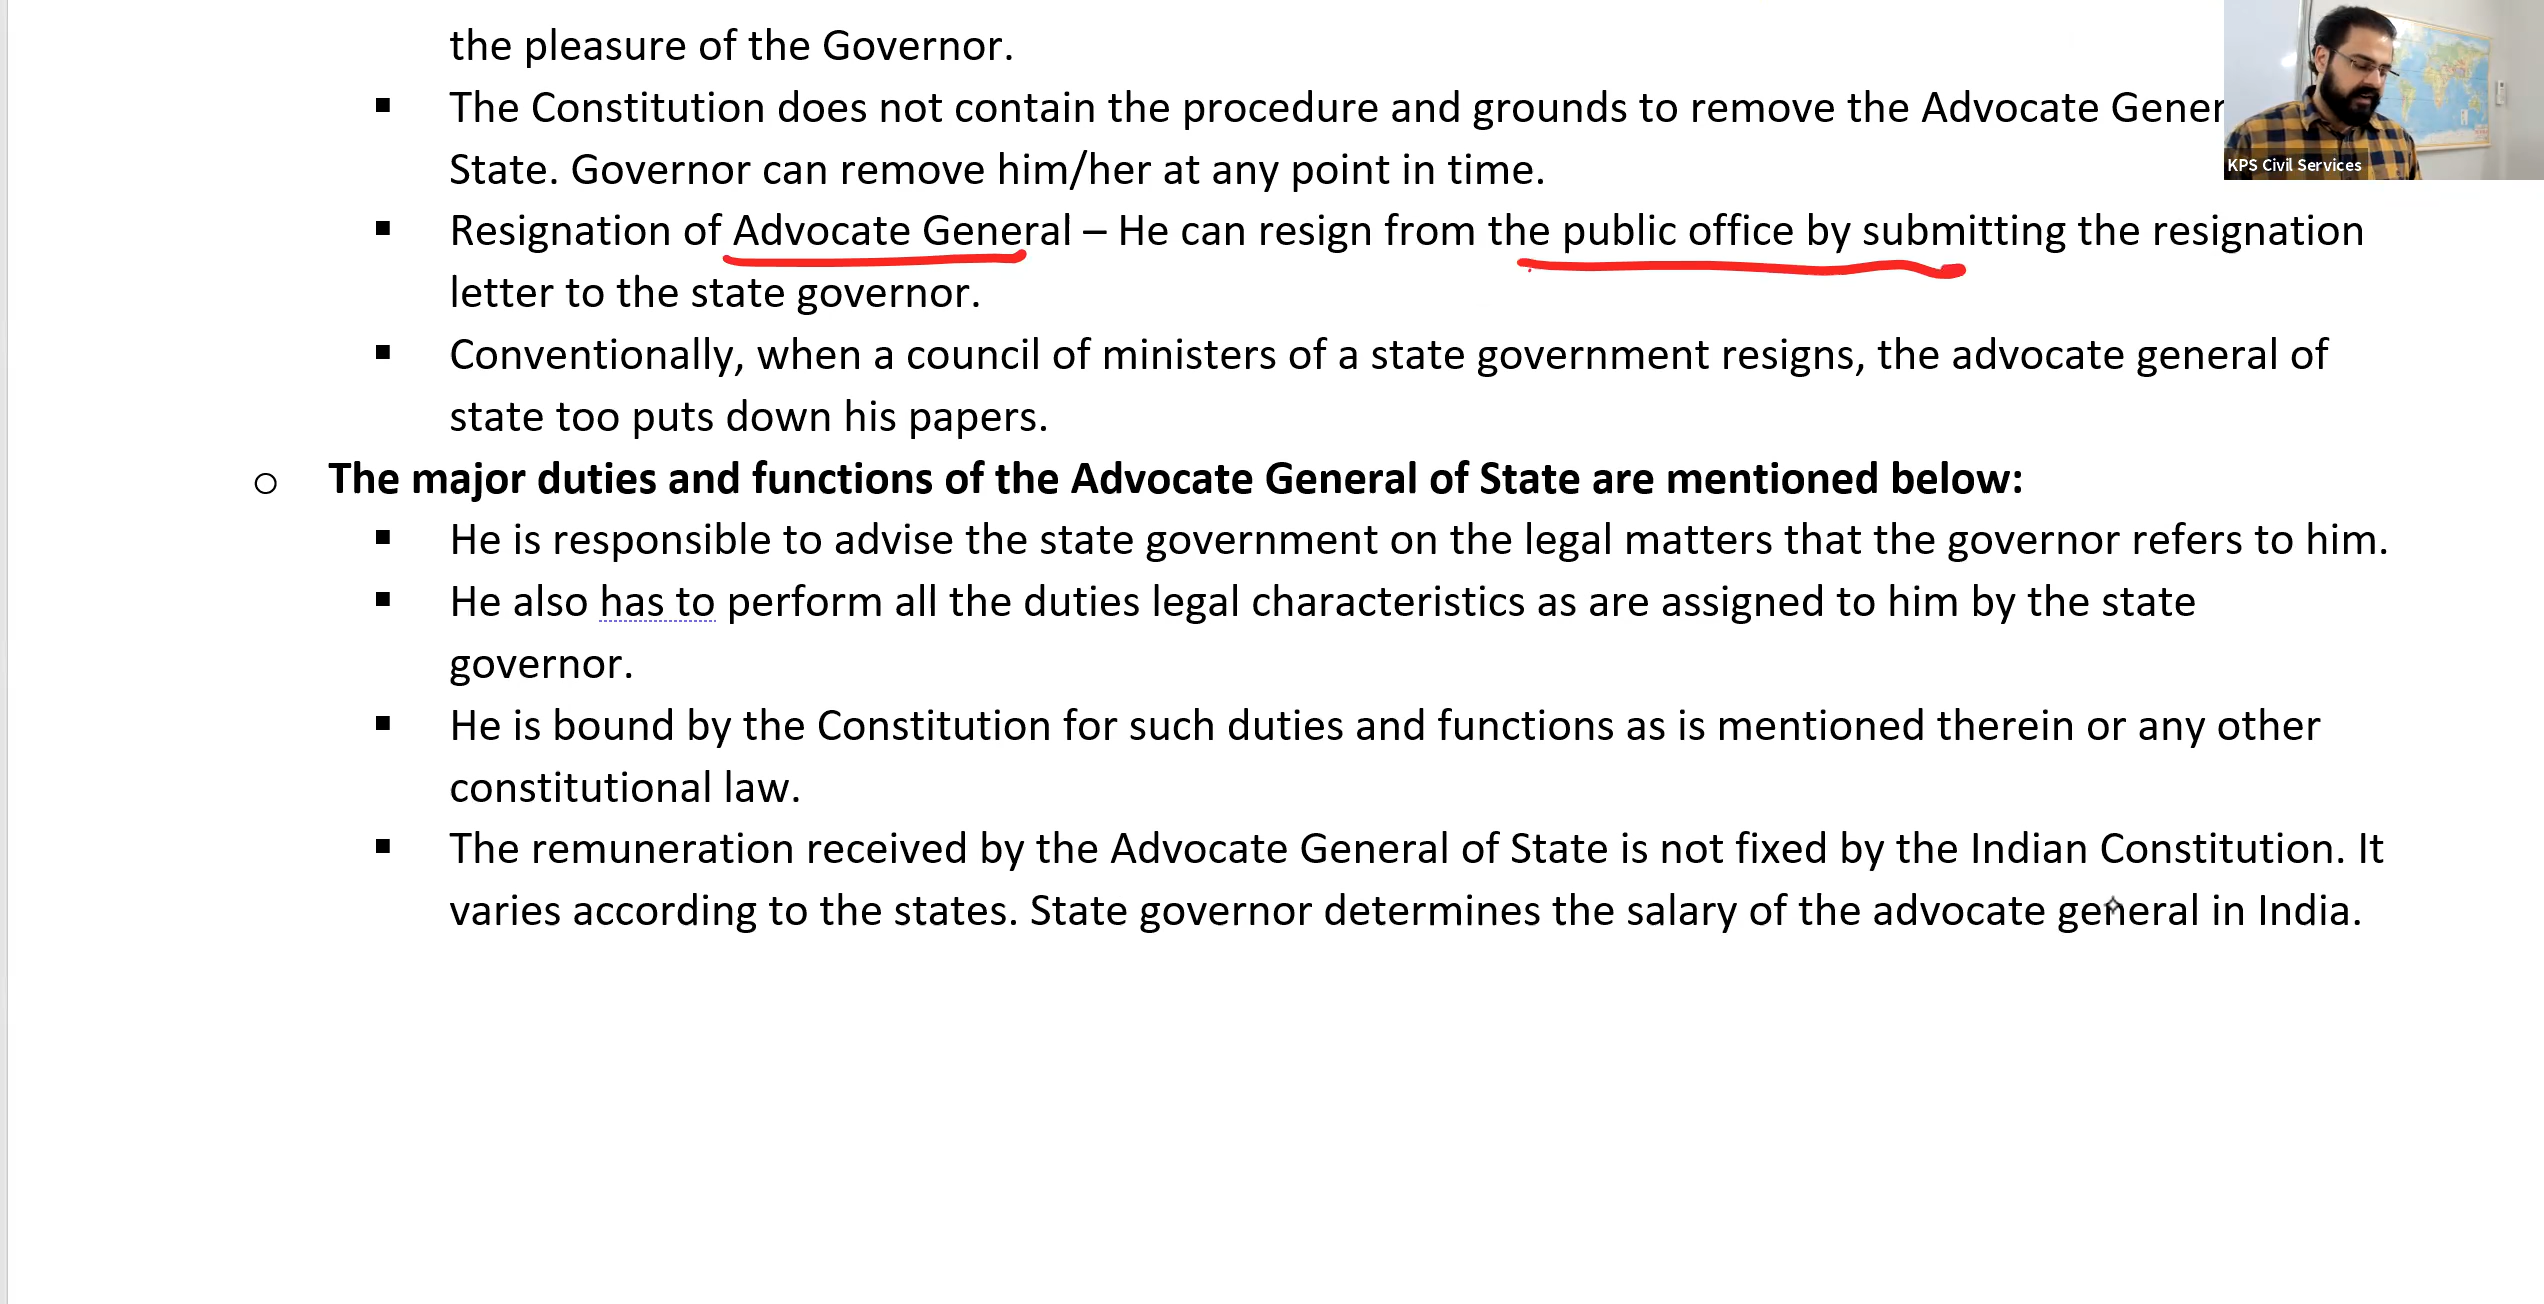 the pleasure of the Governor.
▪ The Constitution does not contain the procedure and grounds to remove the Advocate
State. Governor can remove him/her at any point in time.
KPS Civil Services
▪ Resignation of Advocate General – He can resign from the public office by submitting the resignation
letter to the state governor.
▪ Conventionally, when a council of ministers of a state government resigns, the advocate general of
state too puts down his papers.
o The major duties and functions of the Advocate General of State are mentioned below:
▪ He is responsible to advise the state government on the legal matters that the governor refers to him.
▪ He also has to perform all the duties legal characteristics as are assigned to him by the state
governor.
▪ He is bound by the Constitution for such duties and functions as is mentioned therein or any other
constitutional law.
▪ The remuneration received by the Advocate General of State is not fixed by the Indian Constitution. It
varies according to the states. State governor determines the salary of the advocate general in India.